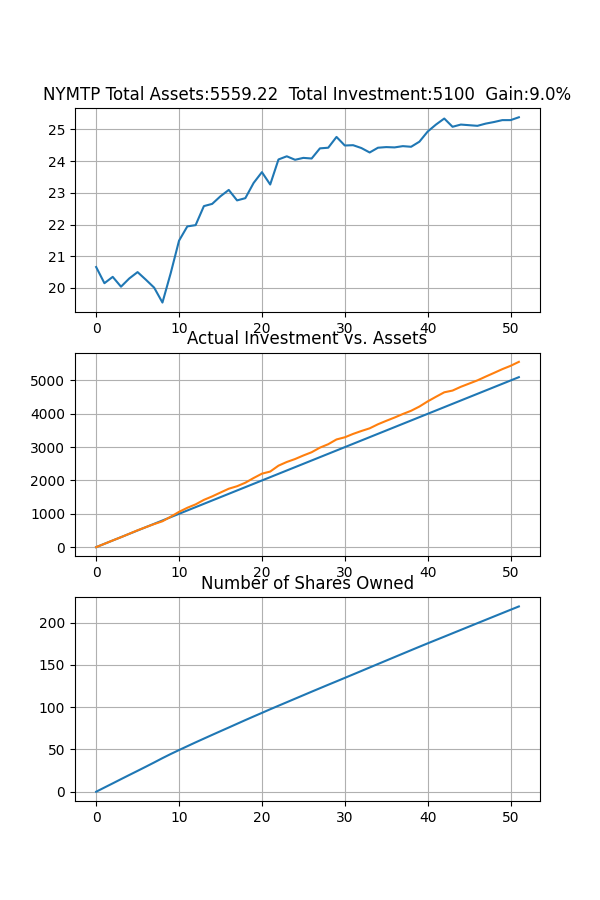 NYMTP Total Assets:5559.22  Total Investment:5100  Gain:9.0%
25
24
23
22
21
20
0 10 20 30 40 50
Actual Investment vs. Assets
5000
4000
3000
2000
1000
0
0 10 20 30 40 50
Number of Shares Owned
200
150
100
50
0
0 10 20 30 40 50